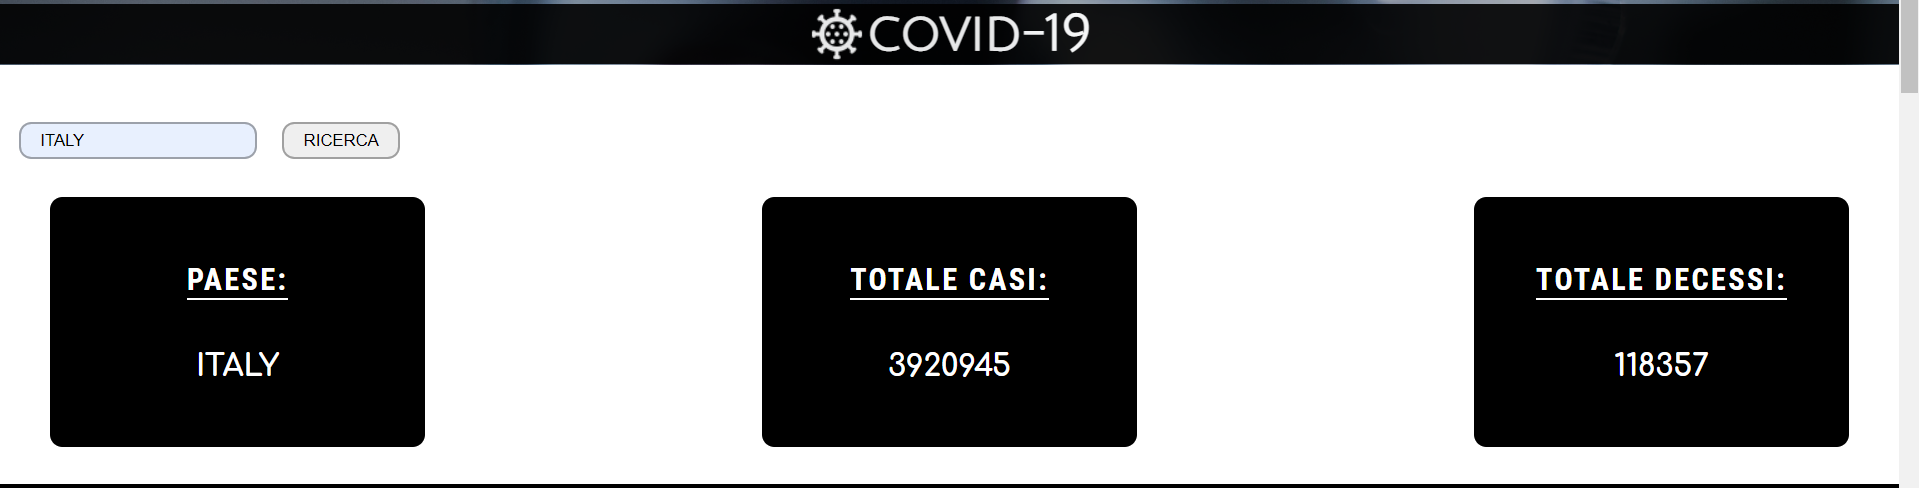 COVID-19
ITALY RICERCA
PAESE: TOTALE CASI: TOTALE DECESSI:
ITALY 3920945 118357